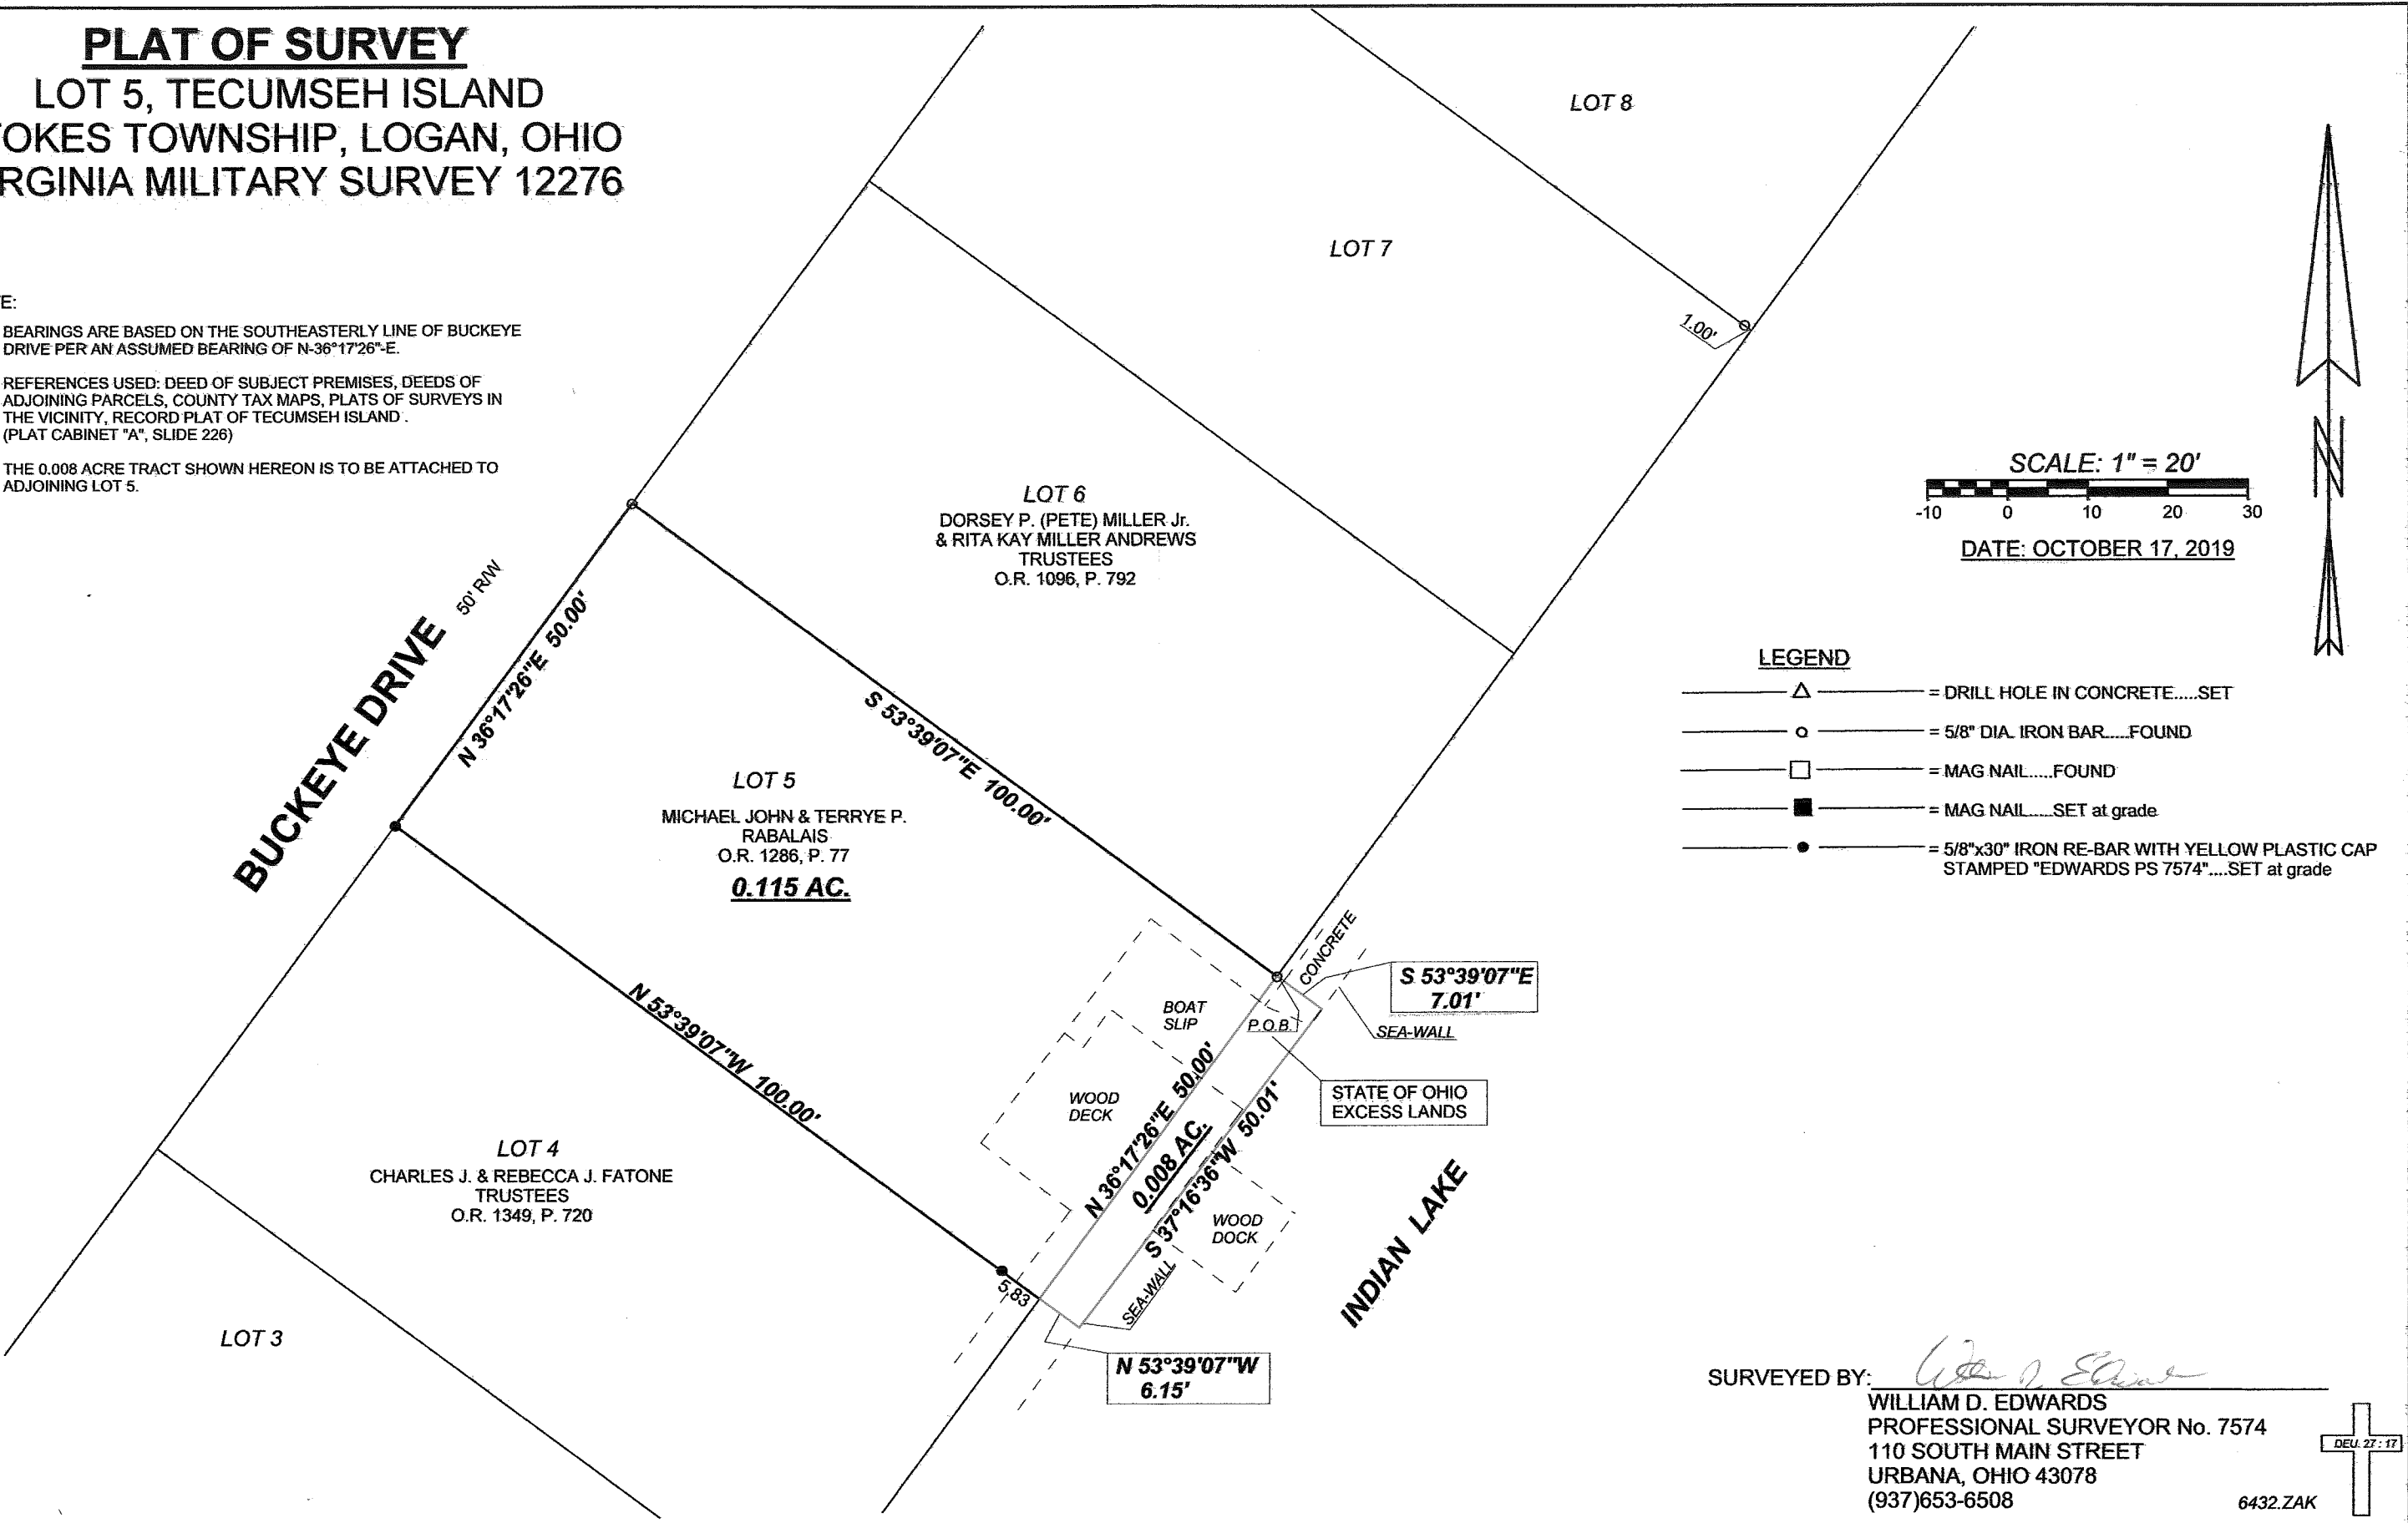 PLAT OF SURVEY
LOT 5, TECUMSEH ISLAND
TOKES TOWNSHIP, LOGAN, OHIO
RGINIA MILITARY SURVEY 12276
E:
BEARINGS ARE BASED ON THE SOUTHEASTERLY LINE OF BUCKEYE
DRIVE PER AN ASSUMED BEARING OF N-36°17'26"-E.
REFERENCES USED: DEED OF SUBJECT PREMISES, DEEDS OF
ADJOINING PARCELS, COUNTY TAX MAPS, PLATS OF SURVEYS IN
THE VICINITY, RECORD PLAT OF TECUMSEH ISLAND .
(PLAT CABINET "A", SLIDE 226)
THE 0.008 ACRE TRACT SHOWN HEREON IS TO BE ATTACHED TO
ADJOINING LOT 5.
LOT 8
LOT 7
1.00'
LOT 6
DORSEY P. (PETE) MILLER Jr.
& RITA KAY MILLER ANDREWS
TRUSTEES
O.R. 1096, P. 792
N
SCALE: 1" = 20'
-10 0 10 20 30
DATE: OCTOBER 17, 2019
LEGEND
= DRILL HOLE IN CONCRETE.....SET
= 5/8" DIA. IRON BAR.....FOUND
= MAG NAIL.....FOUND
= MAG NAIL.....SET at grade
= 5/8"x30" IRON RE-BAR WITH YELLOW PLASTIC CAP
STAMPED "EDWARDS PS 7574"....SET at grade
BUCKEYE DRIVE
50' R/W
N 36°17'26"E 50.00'
S 53°39'07"E 100.00'
LOT 5
MICHAEL JOHN & TERRYE P.
RABALAIS
O.R. 1286, P. 77
0.115 AC.
N 53°39'07"W 100.00'
CONCRETE
S 53°39'07"E
7.01'
BOAT
SLIP
P.O.B.
SEA-WALL
WOOD
DECK
STATE OF OHIO
EXCESS LANDS
N 36°17'26"E 50.00'
0.008 AC.
S 37°16'36"W 50.01'
WOOD
DOCK
SEA-WALL
INDIAN LAKE
5.83
N 53°39'07"W
6.15'
LOT 4
CHARLES J. & REBECCA J. FATONE
TRUSTEES
O.R. 1349, P. 720
LOT 3
SURVEYED BY:
WILLIAM D. EDWARDS
PROFESSIONAL SURVEYOR No. 7574
110 SOUTH MAIN STREET
URBANA, OHIO 43078
(937)653-6508
6432.ZAK
DEU. 27 : 17